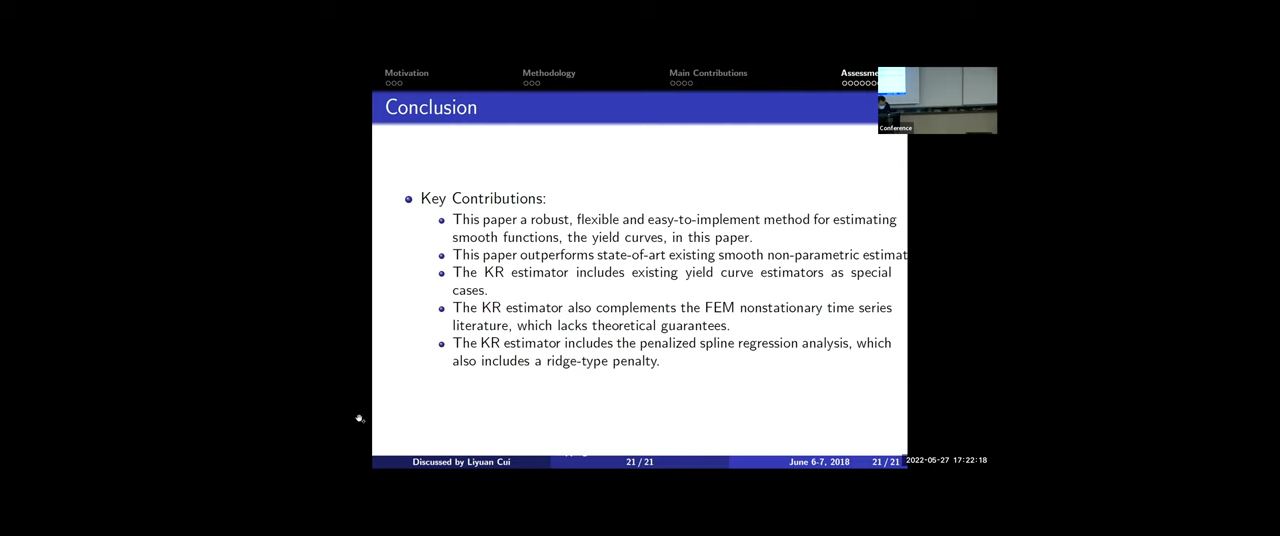 Motivation
Methodology
Main Contributions
Assessme
Conclusion
Conference
Key Contributions:
This paper a robust, flexible and easy-to-implement method for estimating
smooth functions, the yield curves, in this paper.
This paper outperforms state-of-art existing smooth non-parametric estimat
The KR estimator includes existing yield curve estimators as special
cases.
The KR estimator also complements the FEM nonstationary time series
literature, which lacks theoretical guarantees.
The KR estimator includes the penalized spline regression analysis, which
also includes a ridge-type penalty.
Discussed by Liyuan Cui
21 / 21
June 6-7, 2018
21 / 21
2022-05-27 17:22:18